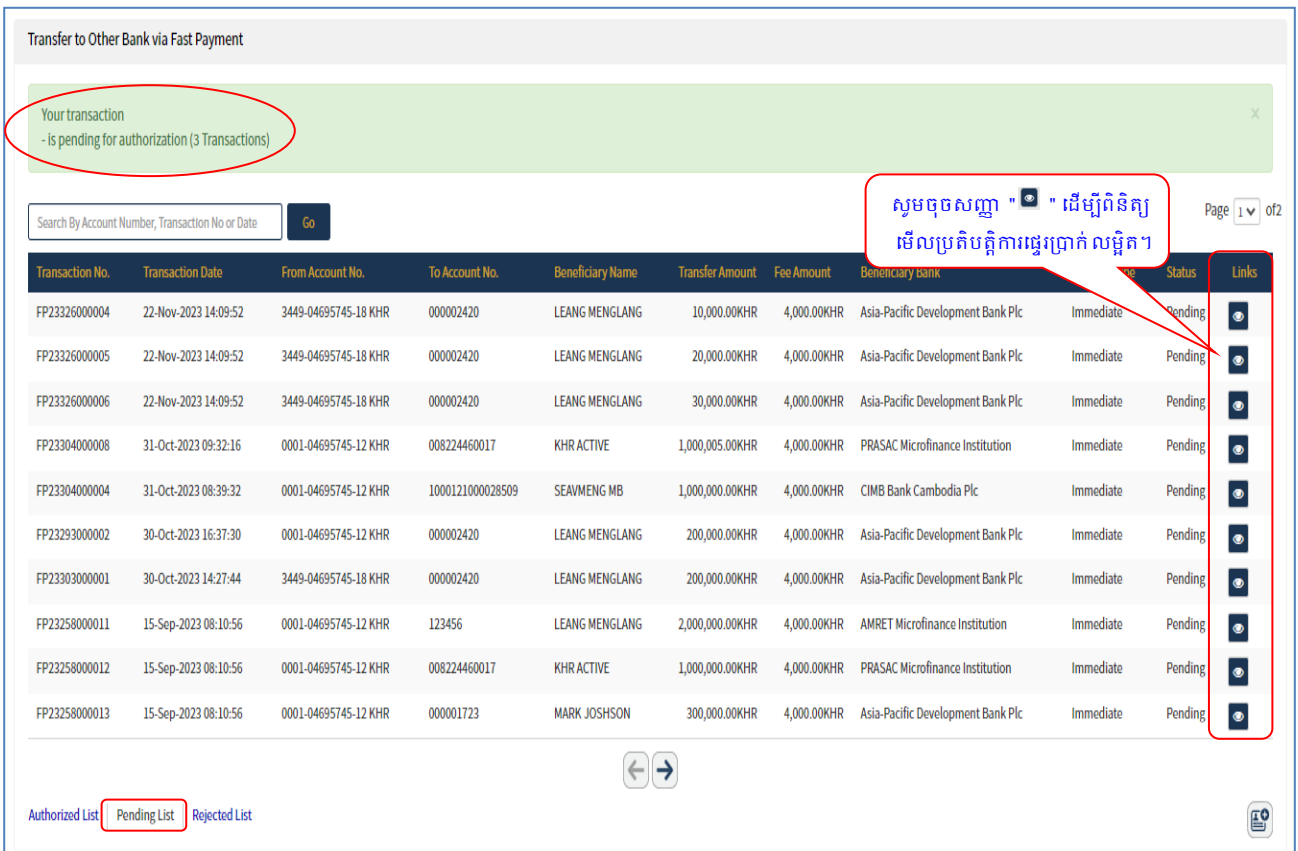 Transfer to Other Bank via Fast Payment
Your transaction
- is pending for authorization (3 Transactions)
x
សូមចុចសញ្ញា " " ដើម្បីពិនិត្យ
មើលប្រតិបត្តិការផ្ទេរប្រាក់ លម្អិត។
Search By Account Number, Transaction No or Date Go Page 1 of2
Transaction No. Transaction Date From Account No. To Account No. Beneficiary Name Transfer Amount Fee Amount Beneficiary Bank Status Links
FP23326000004 22-Nov-2023 14:09:52 3449-04695745-18 KHR 000002420 LEANG MENGLANG 10,000.00KHR 4,000.00KHR Asia-Pacific Development Bank Plc Immediate Pending
FP23326000005 22-Nov-2023 14:09:52 3449-04695745-18 KHR 000002420 LEANG MENGLANG 20,000.00KHR 4,000.00KHR Asia-Pacific Development Bank Plc Immediate Pending
FP23326000006 22-Nov-2023 14:09:52 3449-04695745-18 KHR 000002420 LEANG MENGLANG 30,000.00KHR 4,000.00KHR Asia-Pacific Development Bank Plc Immediate Pending
FP23304000008 31-Oct-2023 09:32:16 0001-04695745-12 KHR 008224460017 KHR ACTIVE 1,000,005.00KHR 4,000.00KHR PRASAC Microfinance Institution Immediate Pending
FP23304000004 31-Oct-2023 08:39:32 0001-04695745-12 KHR 1000121000028509 SEAVMENG MB 1,000,000.00KHR 4,000.00KHR CIMB Bank Cambodia Plc Immediate Pending
FP23293000002 30-Oct-2023 16:37:30 0001-04695745-12 KHR 000002420 LEANG MENGLANG 200,000.00KHR 4,000.00KHR Asia-Pacific Development Bank Plc Immediate Pending
FP23303000001 30-Oct-2023 14:27:44 3449-04695745-18 KHR 000002420 LEANG MENGLANG 200,000.00KHR 4,000.00KHR Asia-Pacific Development Bank Plc Immediate Pending
FP23258000011 15-Sep-2023 08:10:56 0001-04695745-12 KHR 123456 LEANG MENGLANG 2,000,000.00KHR 4,000.00KHR AMRET Microfinance Institution Immediate Pending
FP23258000012 15-Sep-2023 08:10:56 0001-04695745-12 KHR 008224460017 KHR ACTIVE 1,000,000.00KHR 4,000.00KHR PRASAC Microfinance Institution Immediate Pending
FP23258000013 15-Sep-2023 08:10:56 0001-04695745-12 KHR 000001723 MARK JOSHSON 300,000.00KHR 4,000.00KHR Asia-Pacific Development Bank Plc Immediate Pending
Authorized List Pending List Rejected List